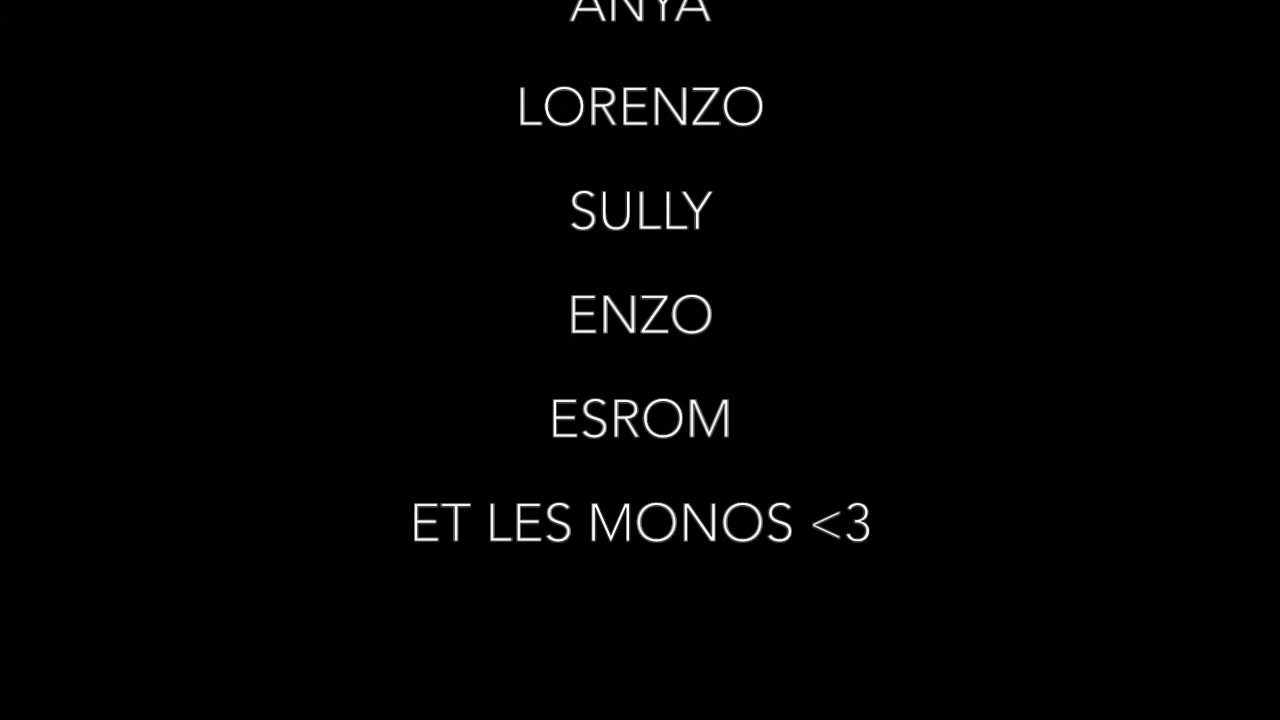 ANYA
LORENZO
SULLY
ENZO
ESROM
ET LES MONOS <3